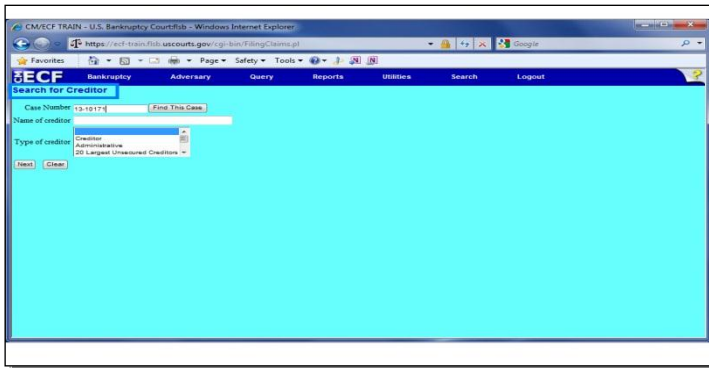 CM/ECF TRAIN - U.S. Bankruptcy Court:flsb - Windows Internet Explorer
https://ecf-train.flsb.uscourts.gov/cgi-bin/FilingClaims.pl
Google
Favorites Page Safety Tools
ECF Bankruptcy Adversary Query Reports Utilities Search Logout ?
Search for Creditor
Case Number 13-10171 Find This Case
Name of creditor
Type of creditor
Creditor
Administrative
20 Largest Unsecured Creditors
Next Clear